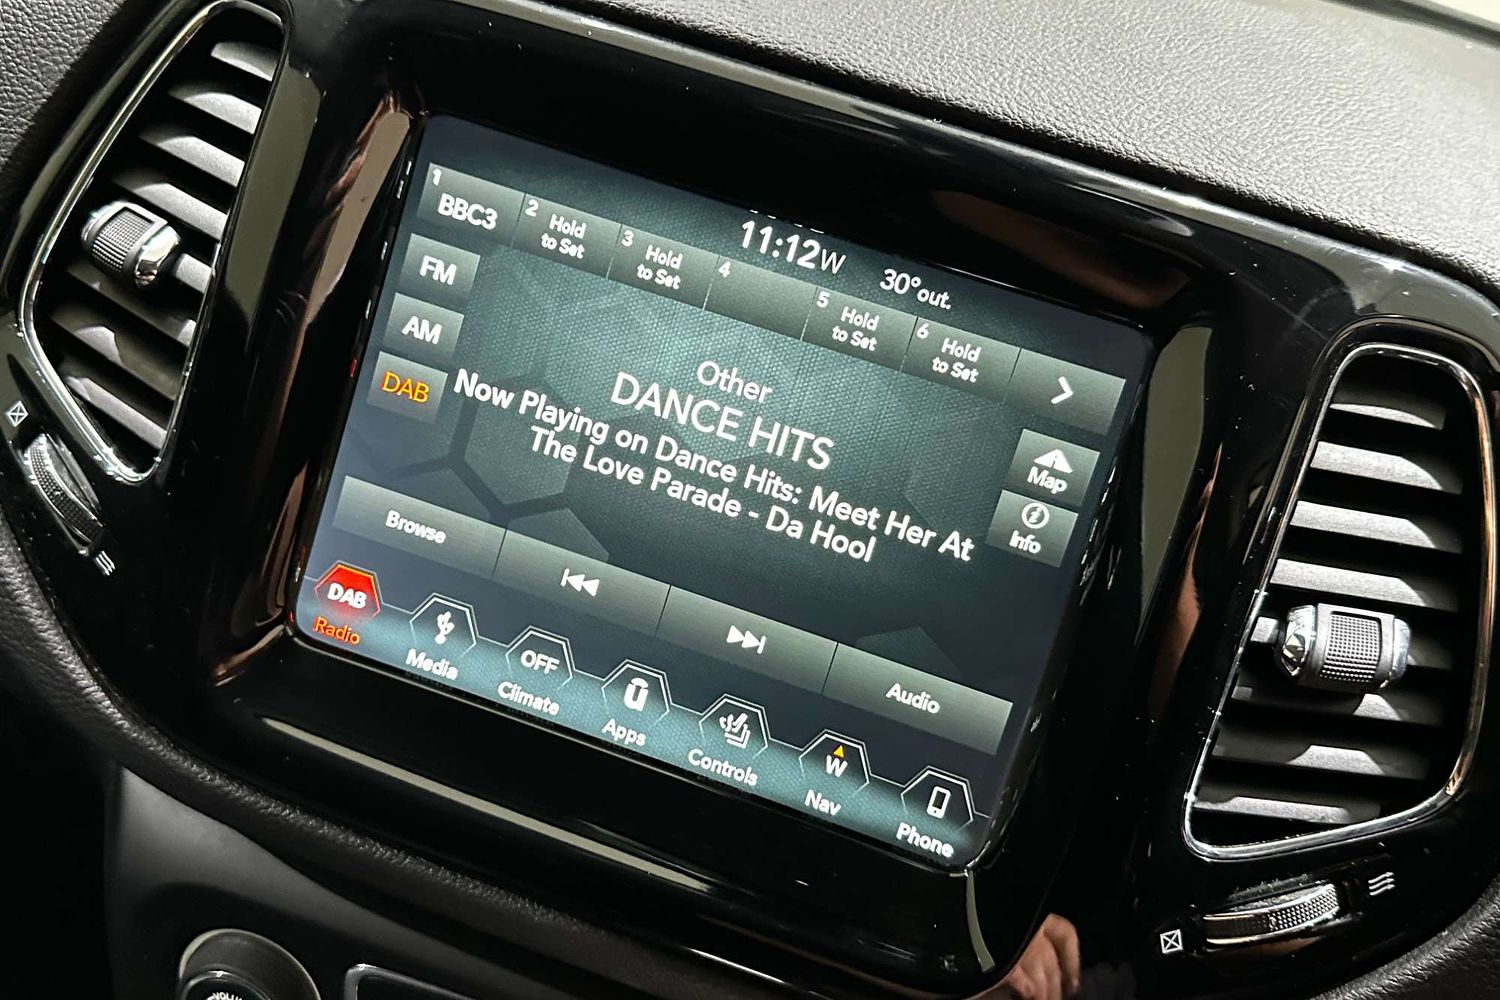 1
BBC3
2
Hold
to Set
3
Hold
to Set
4
5
Hold
to Set
6
Hold
to Set
11:12W
30°out.
FM
AM
DAB
Other
DANCE HITS
Now Playing on Dance Hits: Meet Her At
The Love Parade - Da Hool
Map
Info
Browse
Audio
DAB
Radio
Media
OFF
Climate
Apps
Controls
W
Nav
Phone